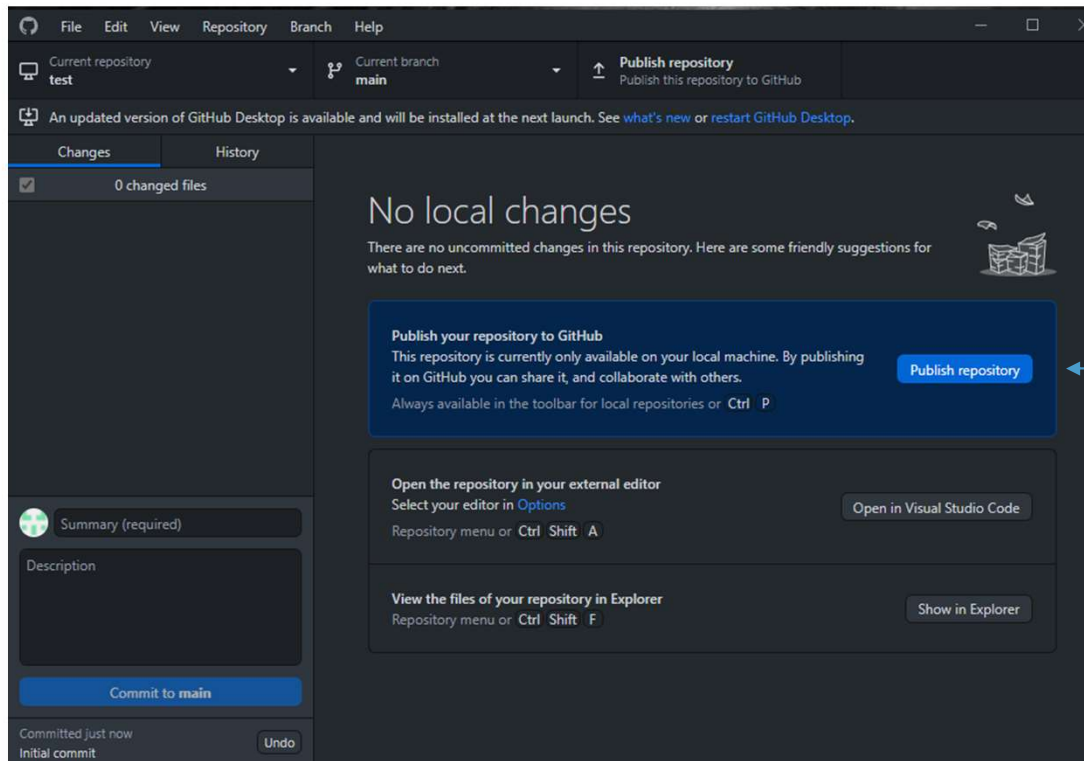 File Edit View Repository Branch Help
Current repository
test
Current branch
main
Publish repository
Publish this repository to GitHub
An updated version of GitHub Desktop is available and will be installed at the next launch. See what's new or restart GitHub Desktop.
Changes History
0 changed files
No local changes
There are no uncommitted changes in this repository. Here are some friendly suggestions for
what to do next.
Publish your repository to GitHub
This repository is currently only available on your local machine. By publishing
it on GitHub you can share it, and collaborate with others.
Always available in the toolbar for local repositories or Ctrl P
Publish repository
Open the repository in your external editor
Select your editor in Options
Repository menu or Ctrl Shift A
Open in Visual Studio Code
View the files of your repository in Explorer
Repository menu or Ctrl Shift F
Show in Explorer
Summary (required)
Description
Commit to main
Committed just now
Initial commit
Undo